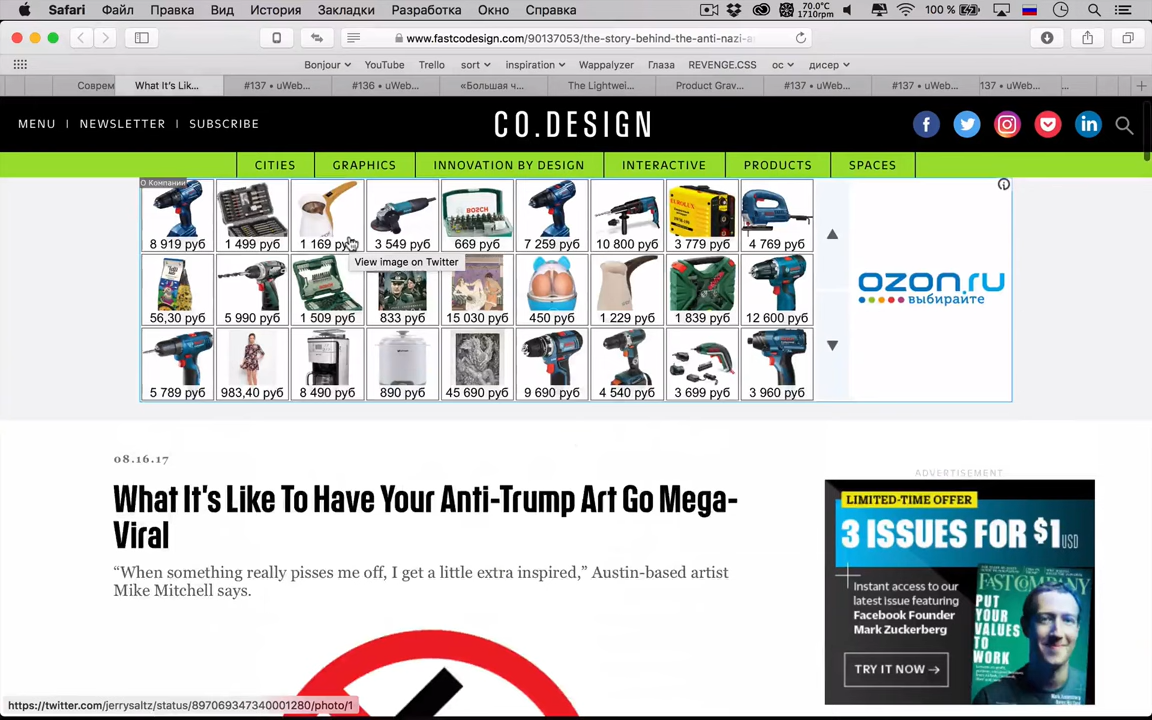 Safari Файл Правка Вид История Закладки Разработка Окно Справка 70.0°C 1710rpm 100 %
www.fastcodesign.com/90137053/the-story-behind-the-anti-nazi-a
Bonjour YouTube Trello sort inspiration Wappalyzer Глаза REVENGE.CSS ос дисер
Соврем What It's Lik... #137 • uWeb... #136 • uWeb... «Большая ч... The Lightwei... Product Grav... #137 • uWeb... #137 • uWeb... 137 • uWeb...
MENU | NEWSLETTER | SUBSCRIBE CO.DESIGN
CITIES GRAPHICS INNOVATION BY DESIGN INTERACTIVE PRODUCTS SPACES
О Компании
8 919 руб 1 499 руб 1 169 руб 3 549 руб 669 руб 7 259 руб 10 800 руб 3 779 руб 4 769 руб
View image on Twitter
56,30 руб 5 990 руб 1 509 руб 833 руб 15 030 руб 450 руб 1 229 руб 1 839 руб 12 600 руб
ozon.ru
выбирайте
5 789 руб 983,40 руб 8 490 руб 890 руб 45 690 руб 9 690 руб 4 540 руб 3 699 руб 3 960 руб
08.16.17
What It's Like To Have Your Anti-Trump Art Go Mega-
Viral
“When something really pisses me off, I get a little extra inspired,” Austin-based artist
Mike Mitchell says.
ADVERTISEMENT
LIMITED-TIME OFFER
3 ISSUES FOR $1 USD
Instant access to our
latest issue featuring
Facebook Founder
Mark Zuckerberg
TRY IT NOW →
FAST COMPANY
PUT
YOUR
VALUES
TO
WORK
https://twitter.com/jerrysaltz/status/897069347340001280/photo/1